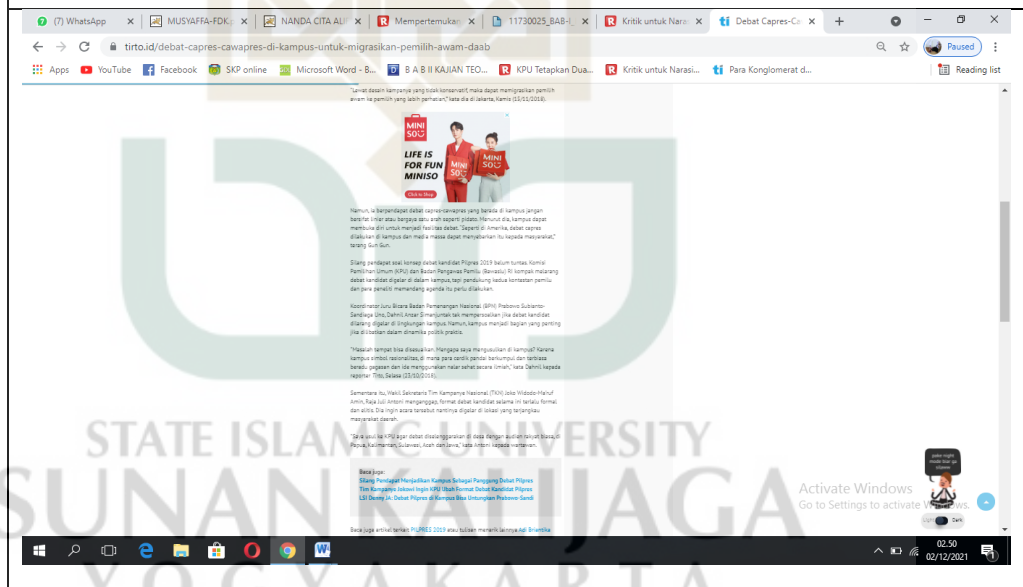 (7) WhatsApp
MUSYAFFA-FDK.p
NANDA CITA ALI
Mempertemukan
11730025_BAB-I_
Kritik untuk Nara
Debat Capres-Ca
tirto.id/debat-capres-cawapres-di-kampus-untuk-migrasikan-pemilih-awam-daab
Paused
Apps
YouTube
Facebook
SKP online
Microsoft Word - B...
B A B II KAJIAN TEO...
KPU Tetapkan Dua...
Kritik untuk Narasi...
Para Konglomerat d...
Reading list
"Lewat desain kampanye yang tidak konservatif, maka dapat memigrasikan pemilih
awam ke pemilih yang lebih perhatian," kata dia di Jakarta, Kamis (15/11/2018).
MINI
SO
LIFE IS
FOR FUN
MINISO
MINI
SO
MINI
SO
Click to Shop
Namun, ia berpendapat debat capres-cawapres yang berada di kampus jangan
bersifat linier atau bergaya satu arah seperti pidato. Menurut dia, kampus dapat
membuka diri untuk menjadi fasilitas debat. "Seperti di Amerika, debat capres
dilakukan di kampus dan media massa dapat menyebarkan itu kepada masyarakat,"
terang Gun Gun.
Silang pendapat soal konsep debat kandidat Pilpres 2019 belum tuntas. Komisi
Pemilihan Umum (KPU) dan Badan Pengawas Pemilu (Bawaslu) RI kompak melarang
debat kandidat digelar di dalam kampus, tapi pendukung kedua kontestan pemilu
dan para peneliti memandang agenda itu perlu dilakukan.
Koordinator Juru Bicara Badan Pemenangan Nasional (BPN) Prabowo Subianto-
Sandiaga Uno, Dahnil Anzar Simanjuntak tak mempersoalkan jika debat kandidat
dilarang digelar di lingkungan kampus. Namun, kampus menjadi bagian yang penting
jika dilibatkan dalam dinamika politik praktis.
"Masalah tempat bisa disesuaikan. Mengapa saya mengusulkan di kampus? Karena
kampus simbol rasionalitas, di mana para cerdik pandai berkumpul dan terbiasa
beradu gagasan dan ide menggunakan nalar sehat secara ilmiah," kata Dahnil kepada
reporter Tirto, Selasa (23/10/2018).
Sementara itu, Wakil Sekretaris Tim Kampanye Nasional (TKN) Joko Widodo-Ma'ruf
Amin, Raja Juli Antoni menganggap, format debat kandidat selama ini terlalu formal
dan elitis. Dia ingin acara tersebut nantinya digelar di lokasi yang terjangkau
masyarakat daerah.
"Saya usul ke KPU agar debat diselenggarakan di desa dengan audien rakyat biasa, di
Papua, Kalimantan, Sulawesi, Aceh dan Jawa," kata Antoni kepada wartawan.
Baca juga:
Silang Pendapat Menjadikan Kampus Sebagai Panggung Debat Pilpres
Tim Kampanye Jokowi Ingin KPU Ubah Format Debat Kandidat Pilpres
LSI Denny JA: Debat Pilpres di Kampus Bisa Untungkan Prabowo-Sandi
Baca juga artikel terkait PILPRES 2019 atau tulisan menarik lainnya Adi Briantika
STATE ISLAMIC UNIVERSITY
SUNAN KALIJAGA
YOGYAKARTA
Activate Windows
Go to Settings to activate Windows.
Dark
02.50
02/12/2021